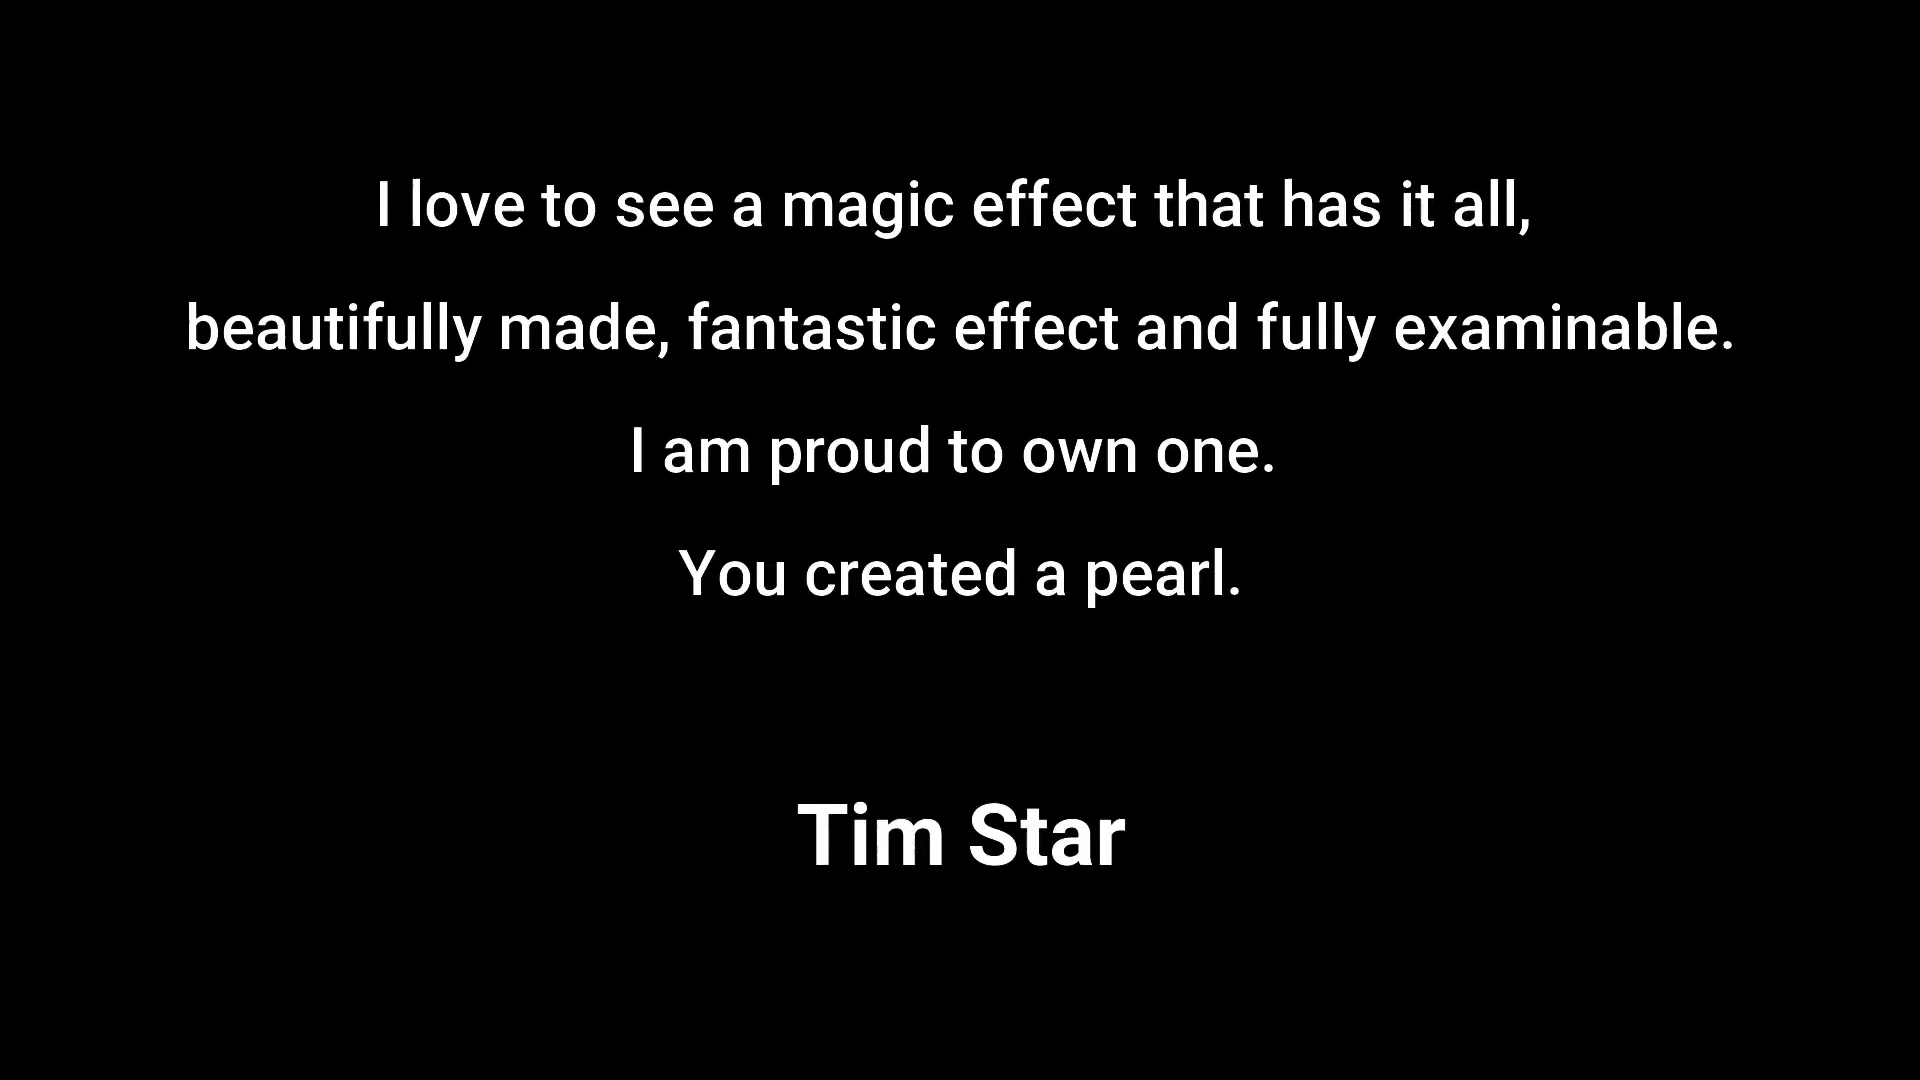 I love to see a magic effect that has it all,
beautifully made, fantastic effect and fully examinable.
I am proud to own one.
You created a pearl.
Tim Star